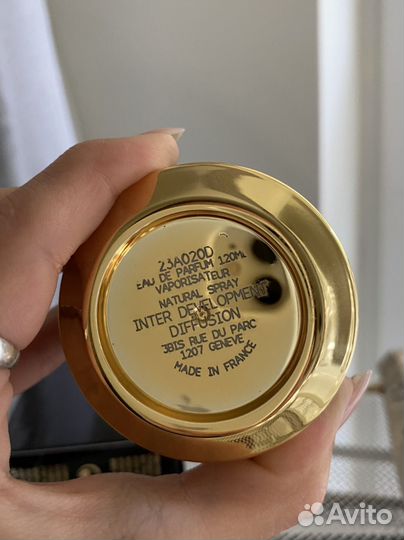 23A020D
EAU DE PARFUM 120ML
VAPORISATEUR
NATURAL SPRAY
INTER DEVELOPMENT
DIFFUSION
3BIS RUE DU PARC
1207 GENEVE
MADE IN FRANCE
Avito